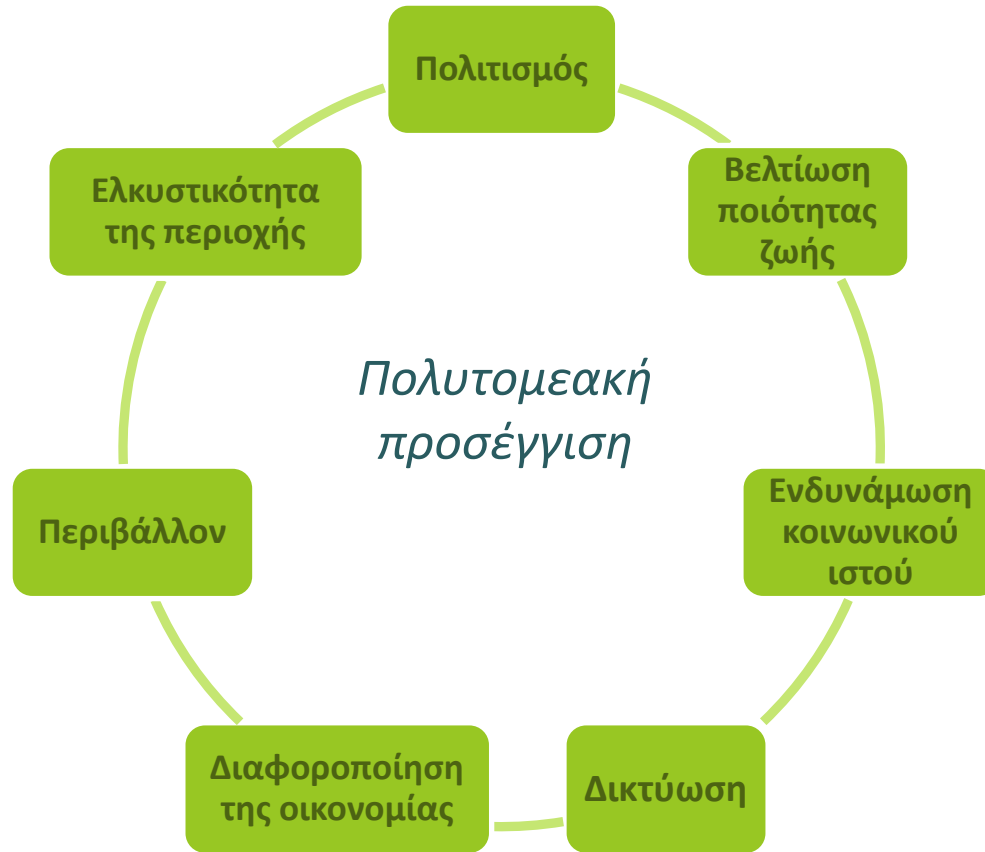 Πολιτισμός
Βελτίωση
ποιότητας
ζωής
Ενδυνάμωση
κοινωνικού
ιστού
Δικτύωση
Διαφοροποίηση
της οικονομίας
Περιβάλλον
Ελκυστικότητα
της περιοχής
Πολυτομεακή
προσέγγιση